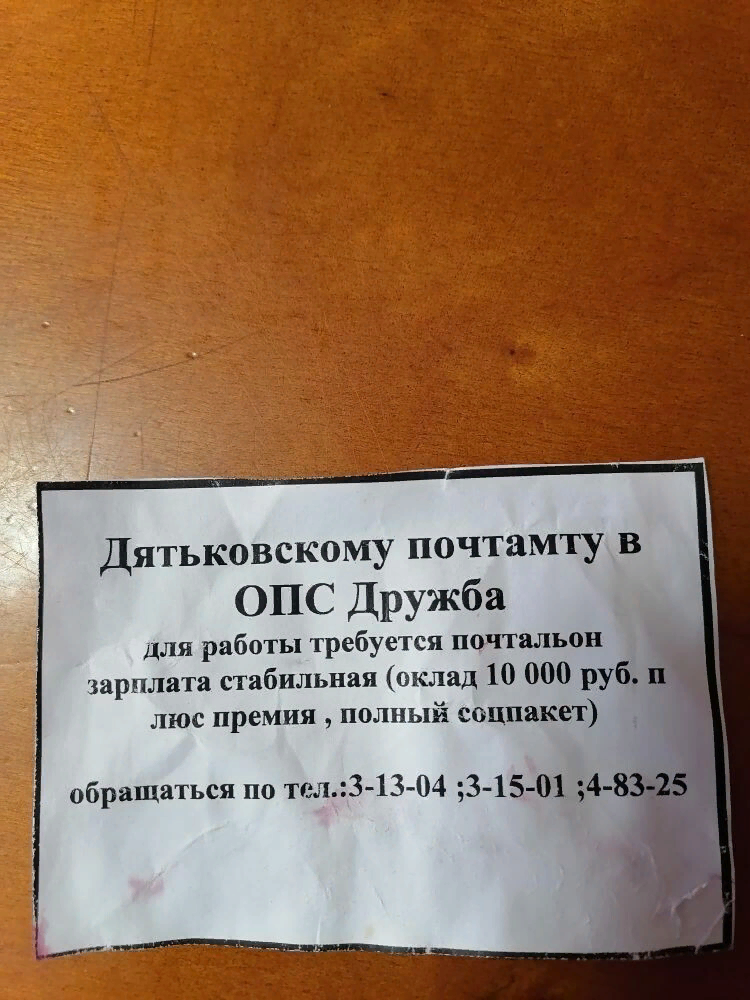 Дятьковскому почтамту в
ОПС Дружба
для работы требуется почтальон
зарплата стабильная (оклад 10 000 руб. п
люс премия , полный соцпакет)
обращаться по тел.:3-13-04 ;3-15-01 ;4-83-25